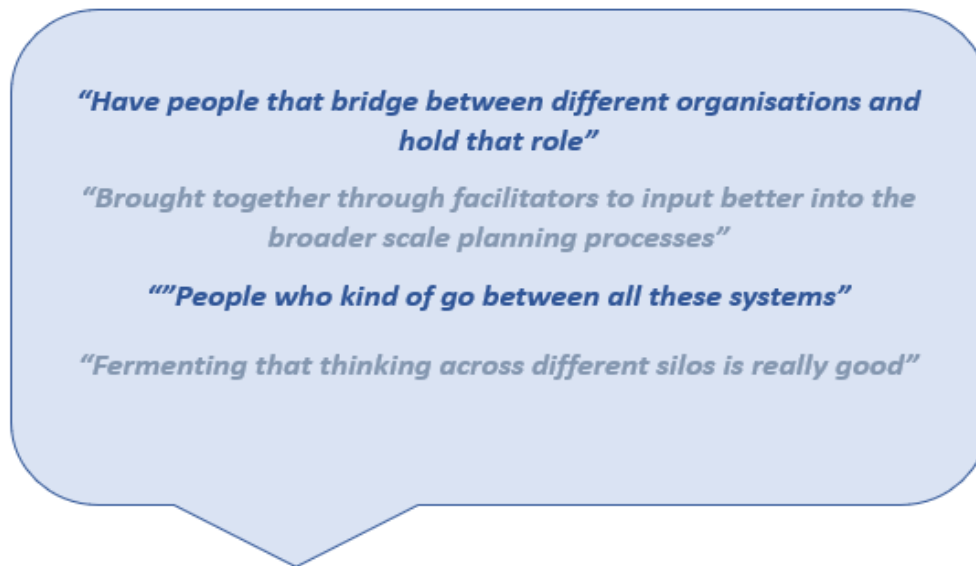 “Have people that bridge between different organisations and
hold that role”
“Brought together through facilitators to input better into the
broader scale planning processes”
“”People who kind of go between all these systems”
“Fermenting that thinking across different silos is really good”